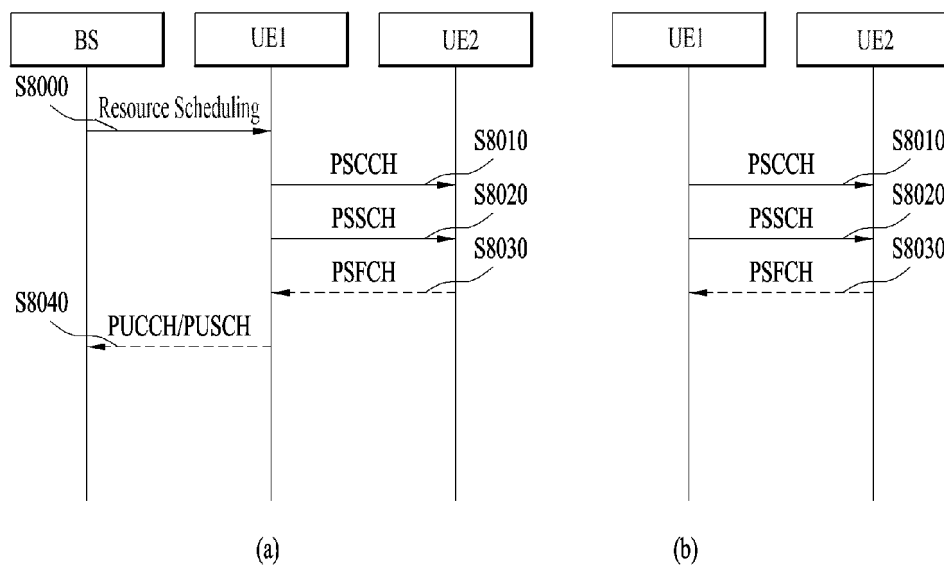 BS
UE1
UE2
S8000
Resource Scheduling
PSCCH
S8010
PSSCH
S8020
PSFCH
S8030
S8040
PUCCH/PUSCH
(a)
UE1
UE2
PSCCH
S8010
PSSCH
S8020
PSFCH
S8030
(b)